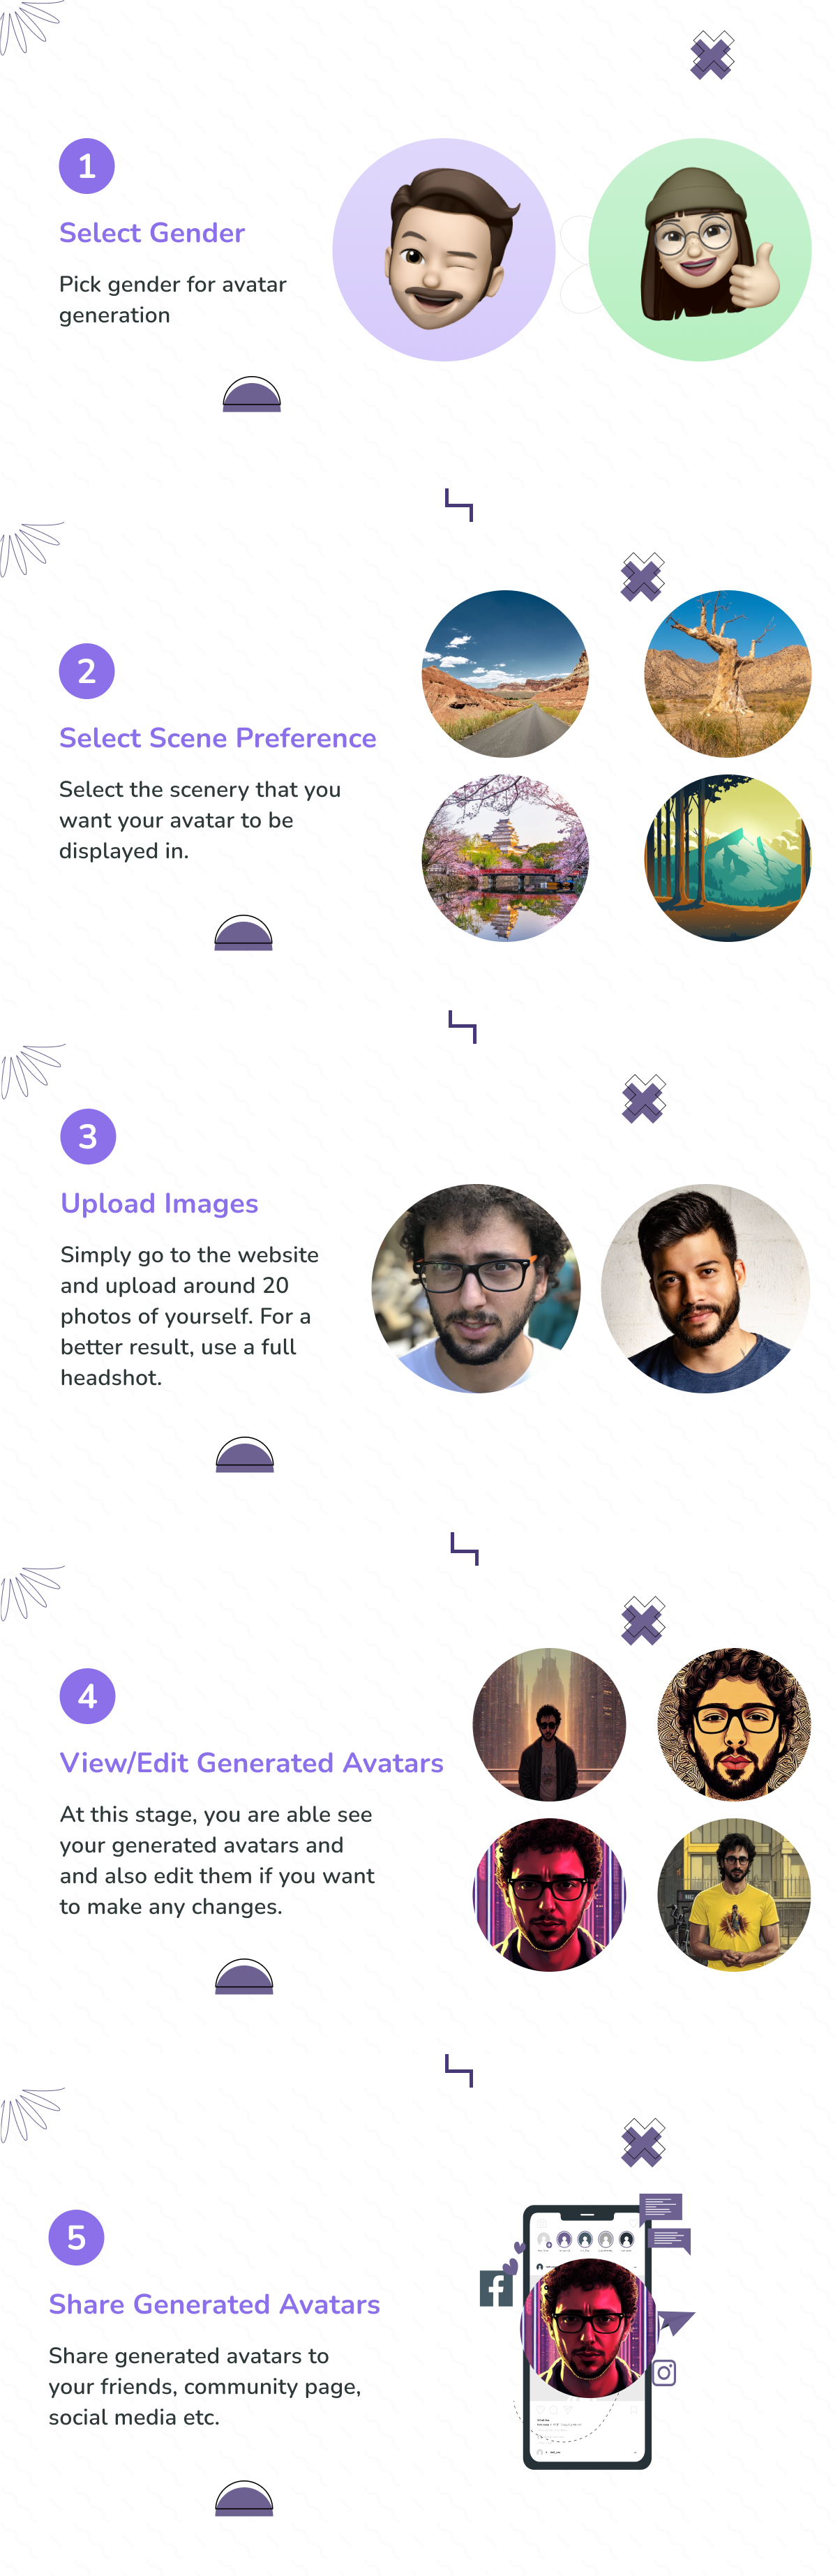 1
Select Gender
Pick gender for avatar
generation
2
Select Scene Preference
Select the scenery that you
want your avatar to be
displayed in.
3
Upload Images
Simply go to the website
and upload around 20
photos of yourself. For a
better result, use a full
headshot.
4
View/Edit Generated Avatars
At this stage, you are able see
your generated avatars and
and also edit them if you want
to make any changes.
5
Share Generated Avatars
Share generated avatars to
your friends, community page,
social media etc.